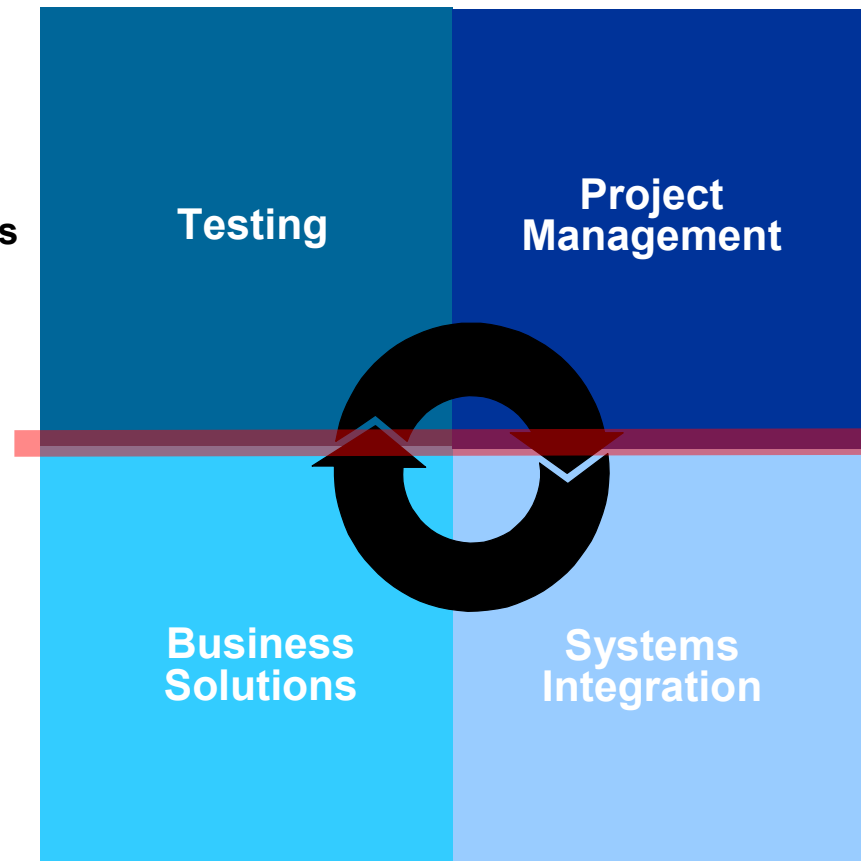 s
Testing
Project
Management
Business
Solutions
Systems
Integration